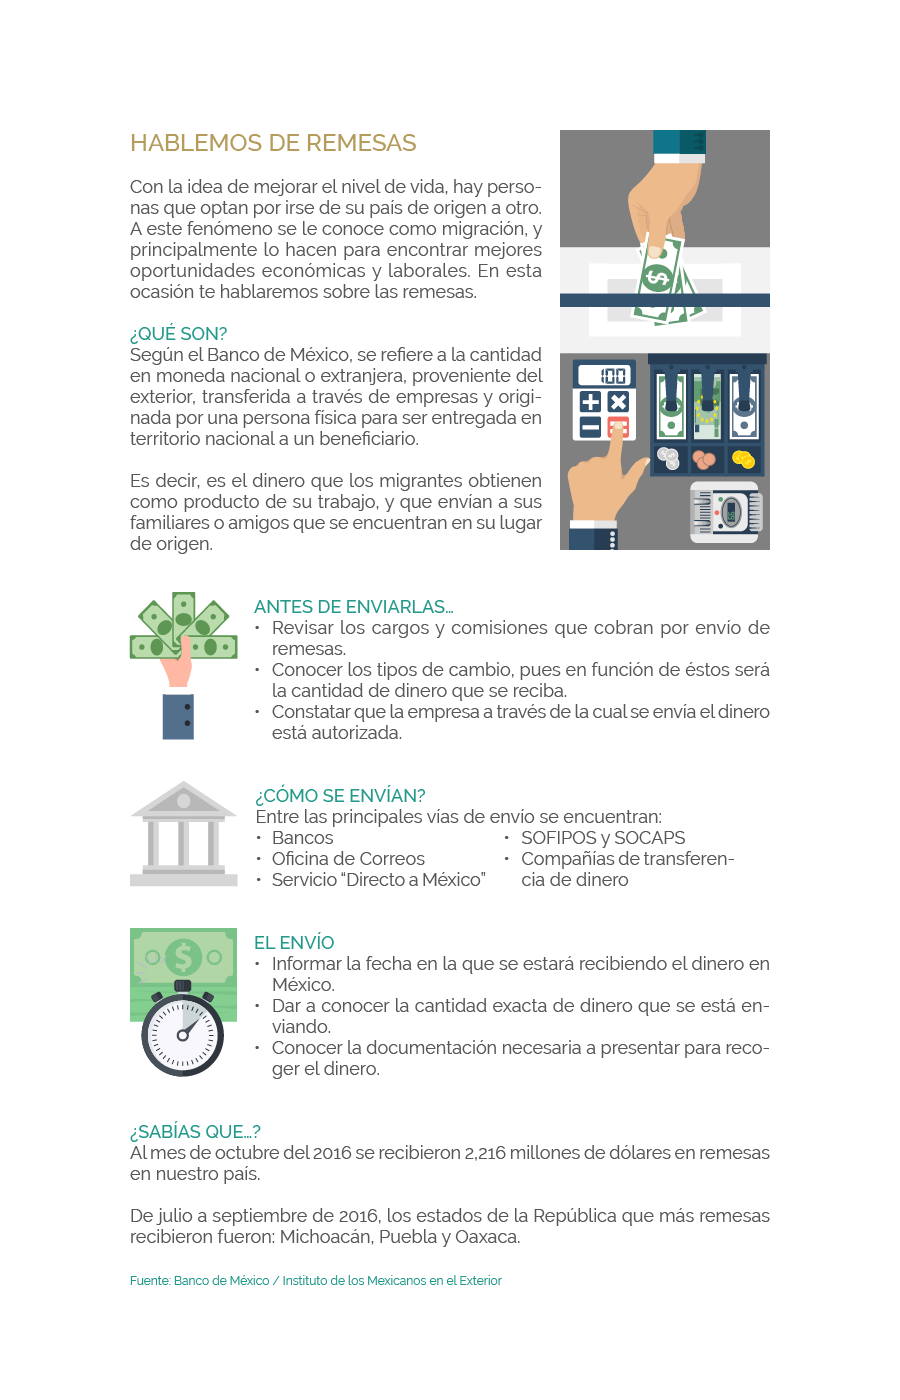 HABLEMOS DE REMESAS
Con la idea de mejorar el nivel de vida, hay perso-
nas que optan por irse de su país de origen a otro.
A este fenómeno se le conoce como migración, y
principalmente lo hacen para encontrar mejores
oportunidades económicas y laborales. En esta
ocasión te hablaremos sobre las remesas.
¿QUÉ SON?
Según el Banco de México, se refiere a la cantidad
en moneda nacional o extranjera, proveniente del
exterior, transferida a través de empresas y origi-
nada por una persona física para ser entregada en
territorio nacional a un beneficiario.
Es decir, es el dinero que los migrantes obtienen
como producto de su trabajo, y que envían a sus
familiares o amigos que se encuentran en su lugar
de origen.
$
100
ANTES DE ENVIARLAS...
• Revisar los cargos y comisiones que cobran por envío de
remesas.
• Conocer los tipos de cambio, pues en función de éstos será
la cantidad de dinero que se reciba.
• Constatar que la empresa a través de la cual se envía el dinero
está autorizada.
¿CÓMO SE ENVÍAN?
Entre las principales vías de envío se encuentran:
• Bancos
• Oficina de Correos
• Servicio “Directo a México”
• SOFIPOS y SOCAPS
• Compañías de transferen-
cia de dinero
$
EL ENVÍO
• Informar la fecha en la que se estará recibiendo el dinero en
México.
• Dar a conocer la cantidad exacta de dinero que se está en-
viando.
• Conocer la documentación necesaria a presentar para reco-
ger el dinero.
¿SABÍAS QUE...?
Al mes de octubre del 2016 se recibieron 2,216 millones de dólares en remesas
en nuestro país.
De julio a septiembre de 2016, los estados de la República que más remesas
recibieron fueron: Michoacán, Puebla y Oaxaca.
Fuente: Banco de México / Instituto de los Mexicanos en el Exterior